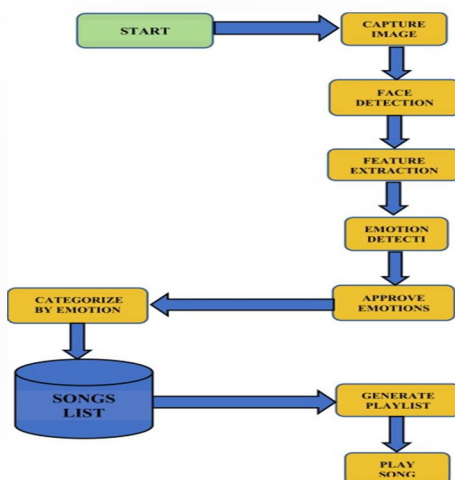 START
CAPTURE
IMAGE
FACE
DETECTION
FEATURE
EXTRACTION
EMOTION
DETECTI
APPROVE
EMOTIONS
CATEGORIZE
BY EMOTION
SONGS
LIST
GENERATE
PLAYLIST
PLAY
SONG